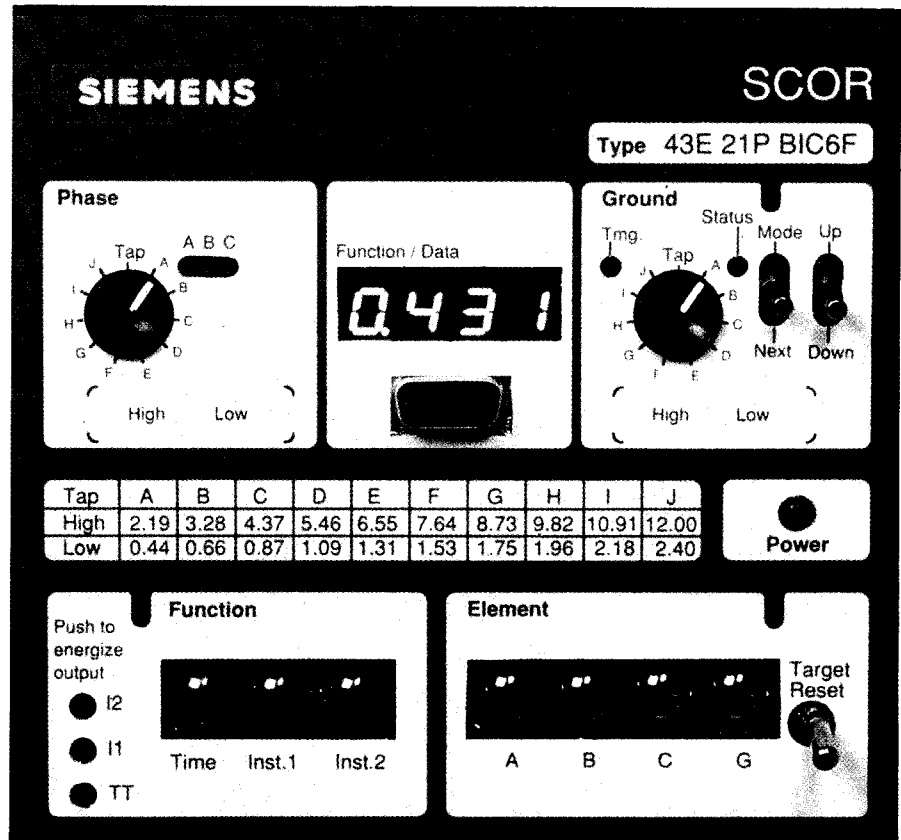 SIEMENS
SCOR
Type 43E 21P BIC6F
Phase
Tap
A B C
A
B
C
D
E
F
G
H
I
J
High Low
Function / Data
0.431
Ground
Tmg.
Status
Mode
Up
Tap
A
B
C
D
E
F
G
H
I
J
Next
Down
High Low
Tap A B C D E F G H I J
High 2.19 3.28 4.37 5.46 6.55 7.64 8.73 9.82 10.91 12.00
Low 0.44 0.66 0.87 1.09 1.31 1.53 1.75 1.96 2.18 2.40
Power
Push to
energize
output
I2
I1
TT
Function
Time Inst.1 Inst.2
Element
A B C G
Target
Reset